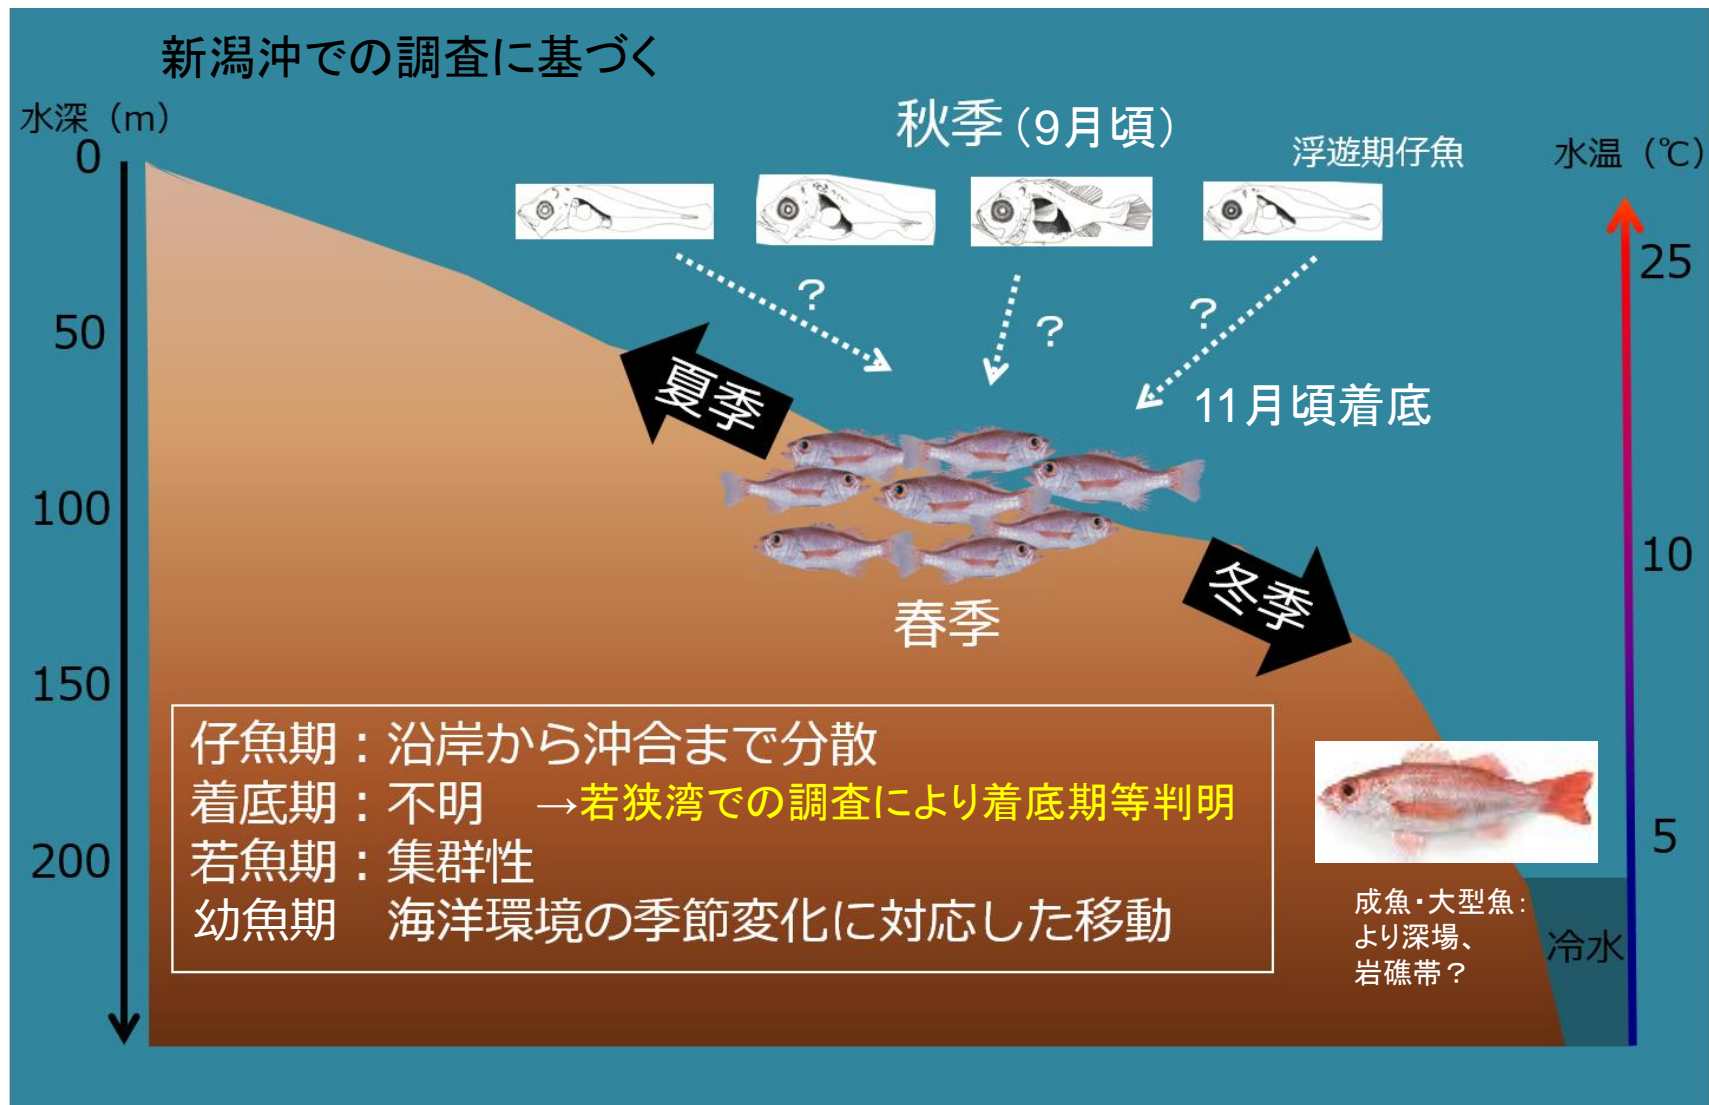 新潟沖での調査に基づく
水深（m）
0
50
100
150
200
秋季（9月頃）
浮遊期仔魚
水温（℃）
25
10
5
？
？
？
夏季
11月頃着底
春季
冬季
仔魚期：沿岸から沖合まで分散
着底期：不明　→若狭湾での調査により着底期等判明
若魚期：集群性
幼魚期　海洋環境の季節変化に対応した移動
成魚・大型魚：
より深場、
岩礁帯？
冷水